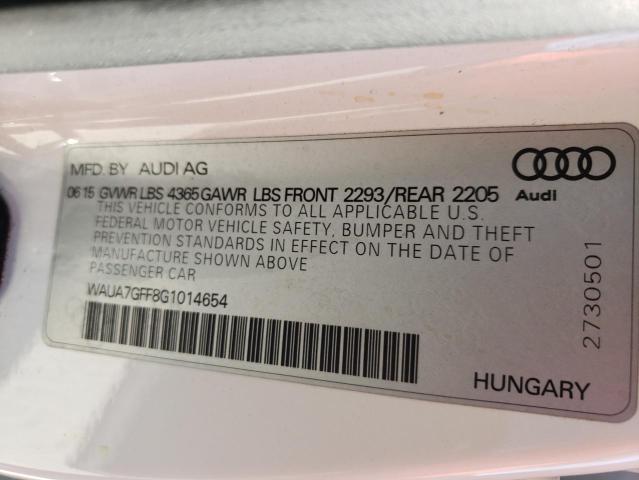 MFD. BY AUDI AG
06 15 GVWR LBS 4365 GAWR LBS FRONT 2293/REAR 2205
THIS VEHICLE CONFORMS TO ALL APPLICABLE U.S.
FEDERAL MOTOR VEHICLE SAFETY, BUMPER AND THEFT
PREVENTION STANDARDS IN EFFECT ON THE DATE OF
MANUFACTURE SHOWN ABOVE
PASSENGER CAR
WAUA7GFF8G1014654
Audi
2730501
HUNGARY